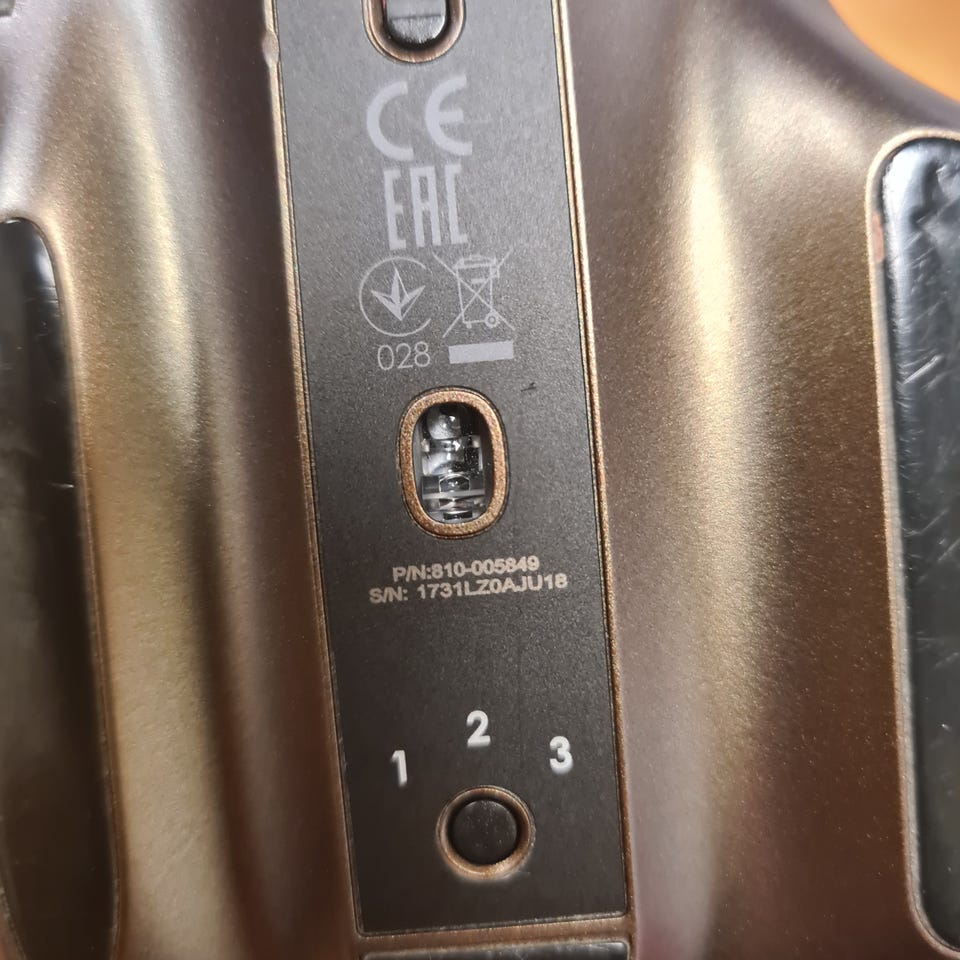 CE
EAC
028
P/N:810-005849
S/N: 1731LZ0AJU18
1 2 3